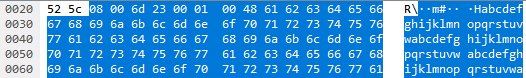 0020 52 5c 08 00 6d 23 00 01 00 48 61 62 63 64 65 66 R\··m#·· ·Habcdef
0030 67 68 69 6a 6b 6c 6d 6e 6f 70 71 72 73 74 75 76 ghijklmn opqrstuv
0040 77 61 62 63 64 65 66 67 68 69 6a 6b 6c 6d 6e 6f wabcdefg hijklmno
0050 70 71 72 73 74 75 76 77 61 62 63 64 65 66 67 68 pqrstuvw abcdefgh
0060 69 6a 6b 6c 6d 6e 6f 70 71 72 73 74 75 76 77 61 ijklmnop qrstuvwa